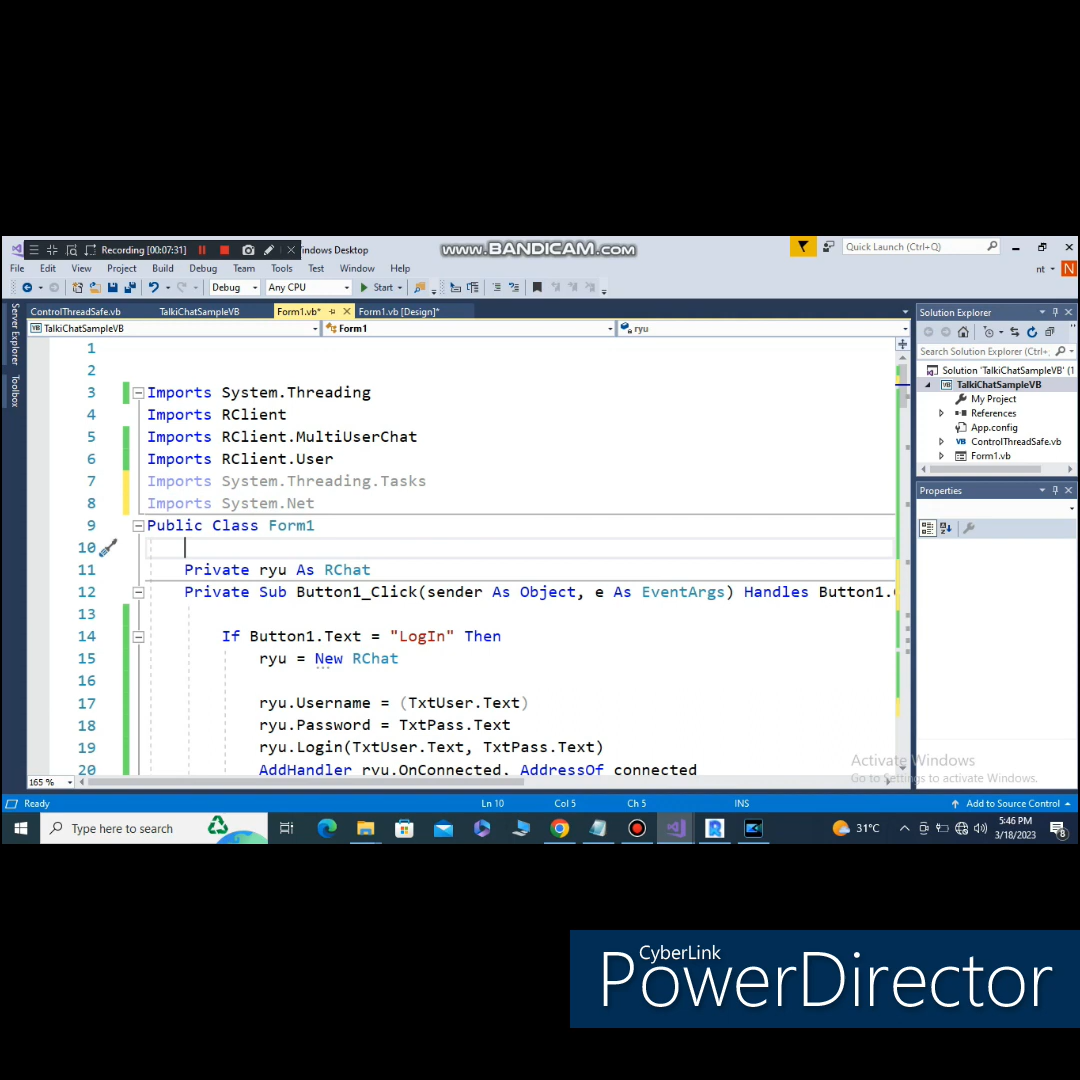 Recording [00:07:31]
indows Desktop
www.BANDICAM.com
Quick Launch (Ctrl+Q)
File Edit View Project Build Debug Team Tools Test Window Help
nt
N
Debug Any CPU Start
ControlThreadSafe.vb TalkiChatSampleVB Form1.vb* Form1.vb [Design]*
TalkiChatSampleVB Form1 ryu
Server Explorer
Toolbox
1
2
3 Imports System.Threading
4 Imports RClient
5 Imports RClient.MultiUserChat
6 Imports RClient.User
7 Imports System.Threading.Tasks
8 Imports System.Net
9 Public Class Form1
10
11 Private ryu As RChat
12 Private Sub Button1_Click(sender As Object, e As EventArgs) Handles Button1.
13
14 If Button1.Text = "LogIn" Then
15 ryu = New RChat
16
17 ryu.Username = (TxtUser.Text)
18 ryu.Password = TxtPass.Text
19 ryu.Login(TxtUser.Text, TxtPass.Text)
20 AddHandler ryu.OnConnected, AddressOf connected
165 %
Solution Explorer
Search Solution Explorer (Ctrl+;
Solution 'TalkiChatSampleVB' (1
TalkiChatSampleVB
My Project
References
App.config
ControlThreadSafe.vb
Form1.vb
Properties
Activate Windows
Go to Settings to activate Windows.
Ready Ln 10 Col 5 Ch 5 INS Add to Source Control
Type here to search
31°C
5:46 PM
3/18/2023
8
CyberLink
PowerDirector